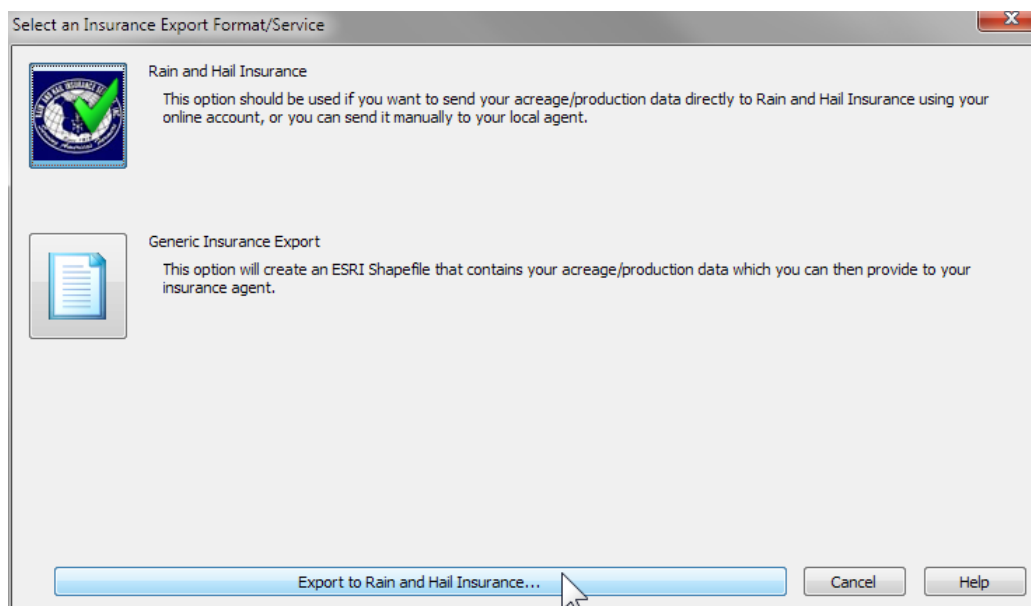 Select an Insurance Export Format/Service
Rain and Hail Insurance
This option should be used if you want to send your acreage/production data directly to Rain and Hail Insurance using your
online account, or you can send it manually to your local agent.
Generic Insurance Export
This option will create an ESRI Shapefile that contains your acreage/production data which you can then provide to your
insurance agent.
Export to Rain and Hail Insurance...
Cancel
Help